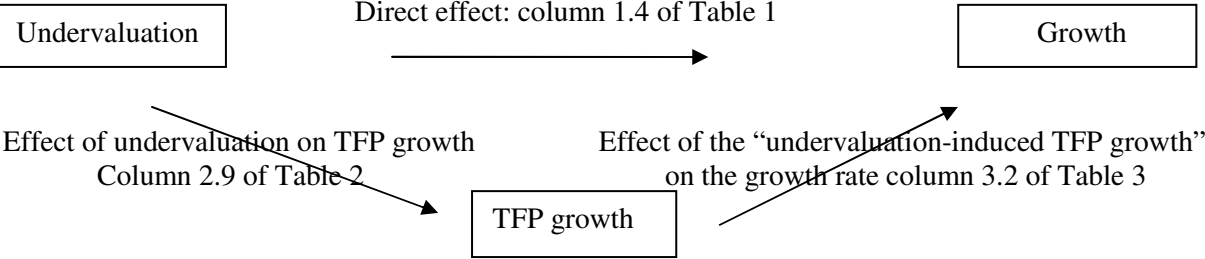 Direct effect: column 1.4 of Table 1
Undervaluation
Growth
Effect of undervaluation on TFP growth
Column 2.9 of Table 2
Effect of the “undervaluation-induced TFP growth”
on the growth rate column 3.2 of Table 3
TFP growth